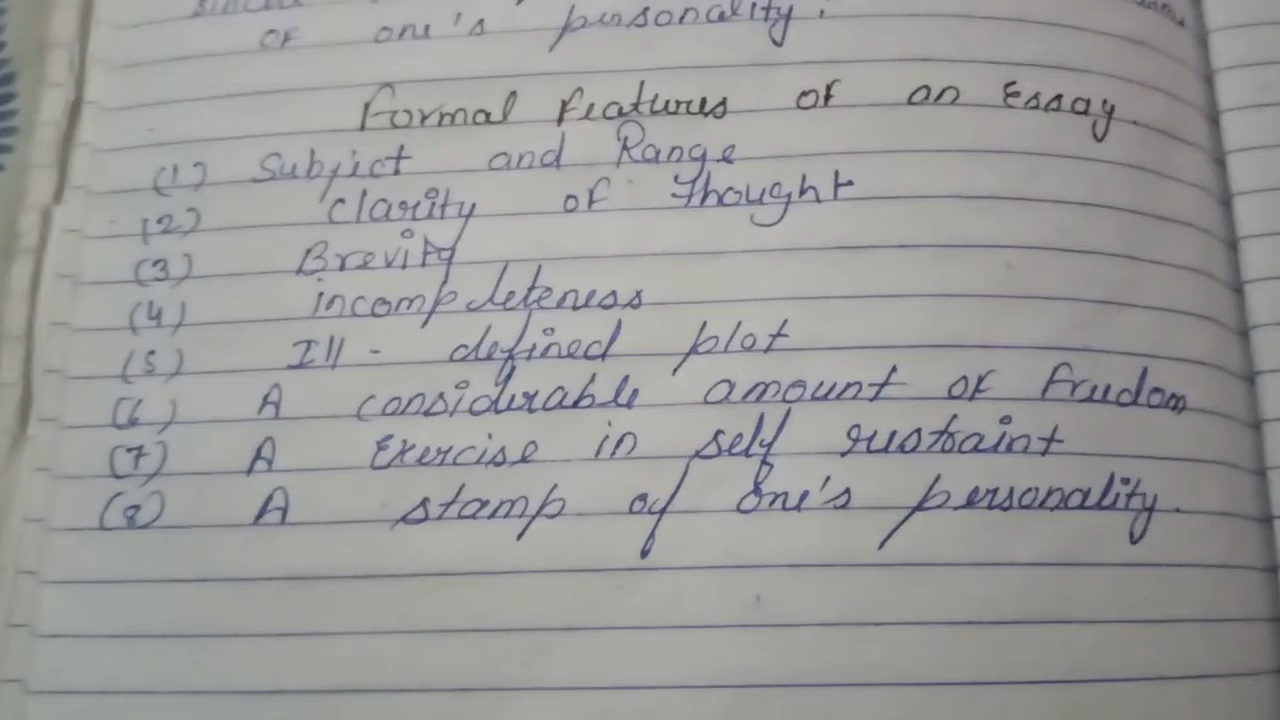 of one's personality.
Formal Features of an Essay.
(1) Subject and Range
(2) Clarity of Thought
(3) Brevity
(4) incompleteness
(5) Ill - defined plot
(6) A considerable amount of Freedom
(7) A Exercise in self restraint
(8) A stamp of One's personality.